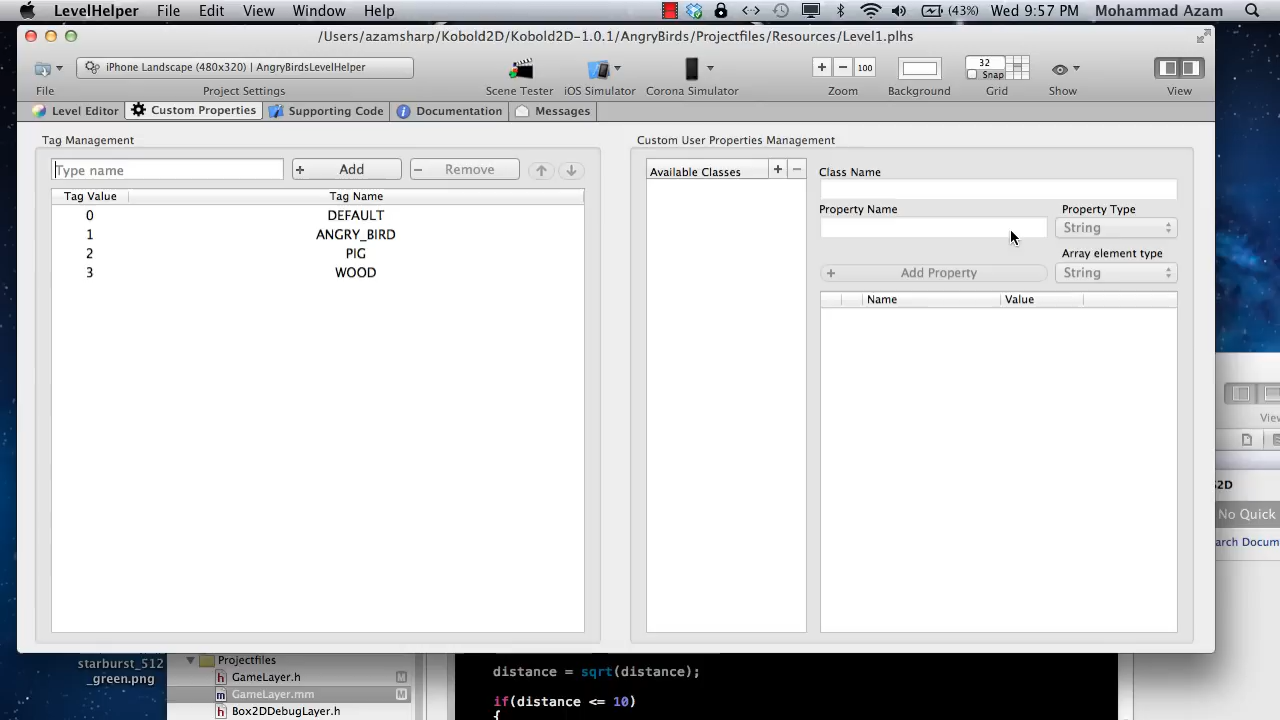 LevelHelper File Edit View Window Help (43%) Wed 9:57 PM Mohammad Azam
/Users/azamsharp/Kobold2D/Kobold2D-1.0.1/AngryBirds/Projectfiles/Resources/Level1.plhs
iPhone Landscape (480x320) | AngryBirdsLevelHelper
100
32
Snap
File Project Settings Scene Tester iOS Simulator Corona Simulator Zoom Background Grid Show View
Level Editor Custom Properties Supporting Code Documentation Messages
Tag Management
Type name + Add - Remove
Tag Value Tag Name
0 DEFAULT
1 ANGRY_BIRD
2 PIG
3 WOOD
Custom User Properties Management
Available Classes + -
Class Name
Property Name Property Type
String
Array element type
+ Add Property String
Name Value
View
2D
No Quick
arch Docum
starburst_512
_green.png
Projectfiles
GameLayer.h M
GameLayer.mm M
Box2DDebugLayer.h
distance = sqrt(distance);
if(distance <= 10)
{